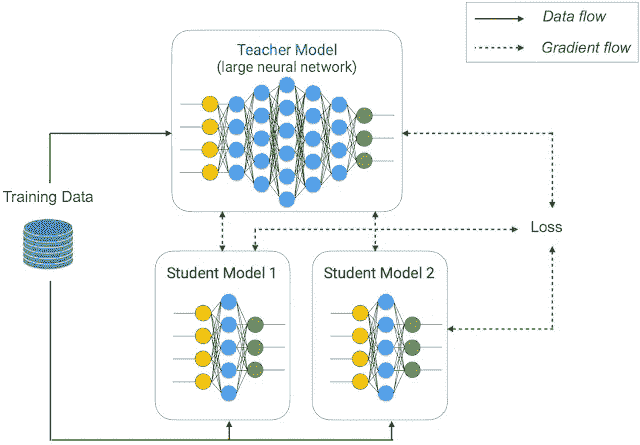 Data flow
Gradient flow
Teacher Model
(large neural network)
Training Data
Loss
Student Model 1
Student Model 2